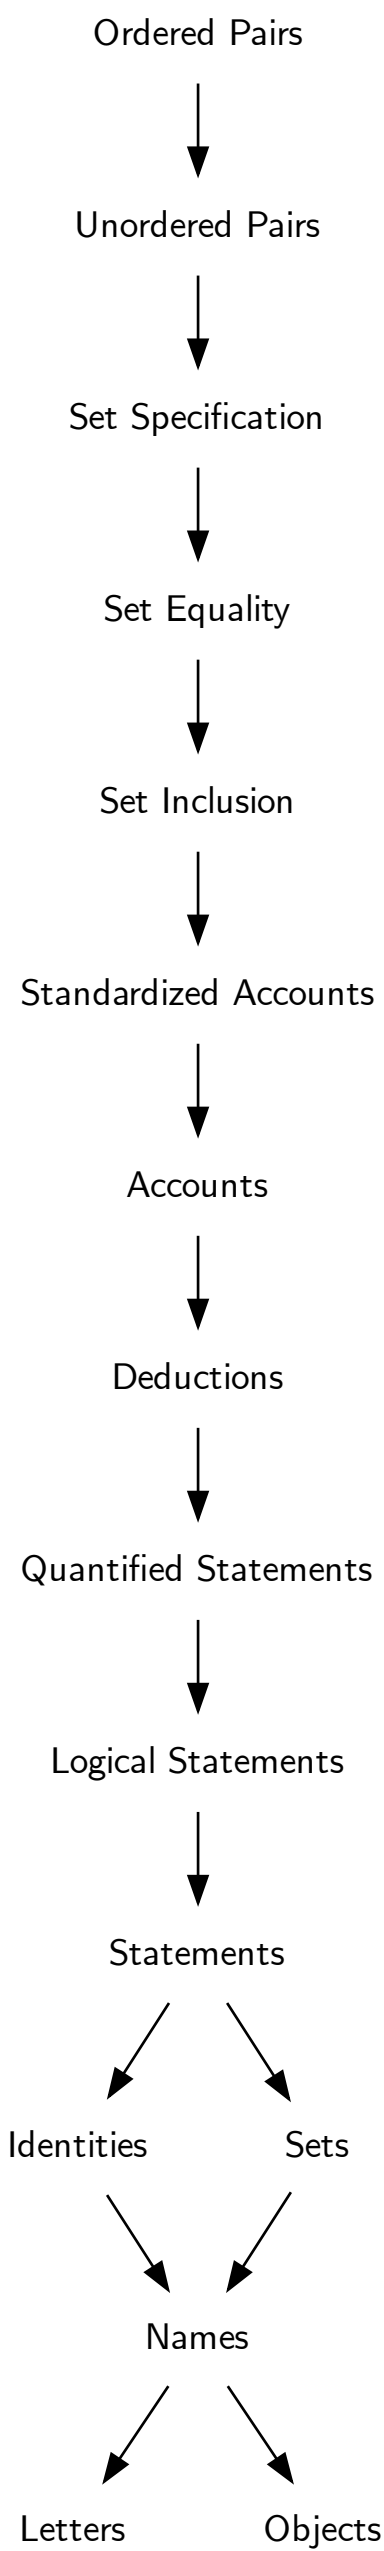 Ordered Pairs
Unordered Pairs
Set Specification
Set Equality
Set Inclusion
Standardized Accounts
Accounts
Deductions
Quantified Statements
Logical Statements
Statements
Identities Sets
Names
Letters Objects